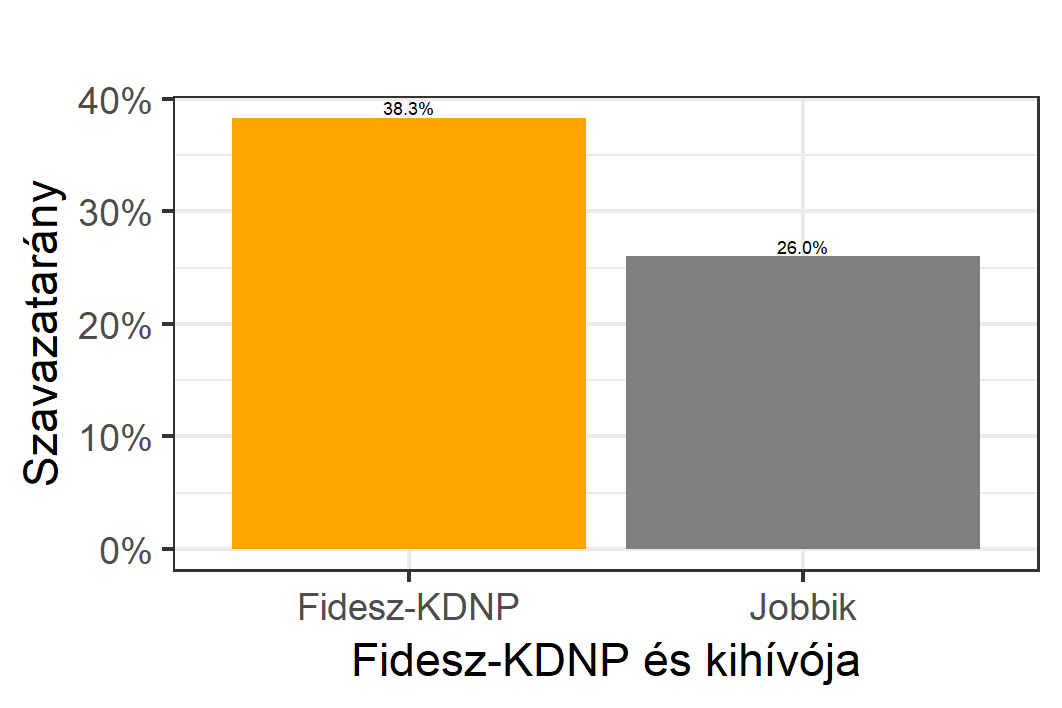 40%
38.3%
30%
26.0%
20%
10%
0%
Szavazatarány
Fidesz-KDNP
Jobbik
Fidesz-KDNP és kihívója